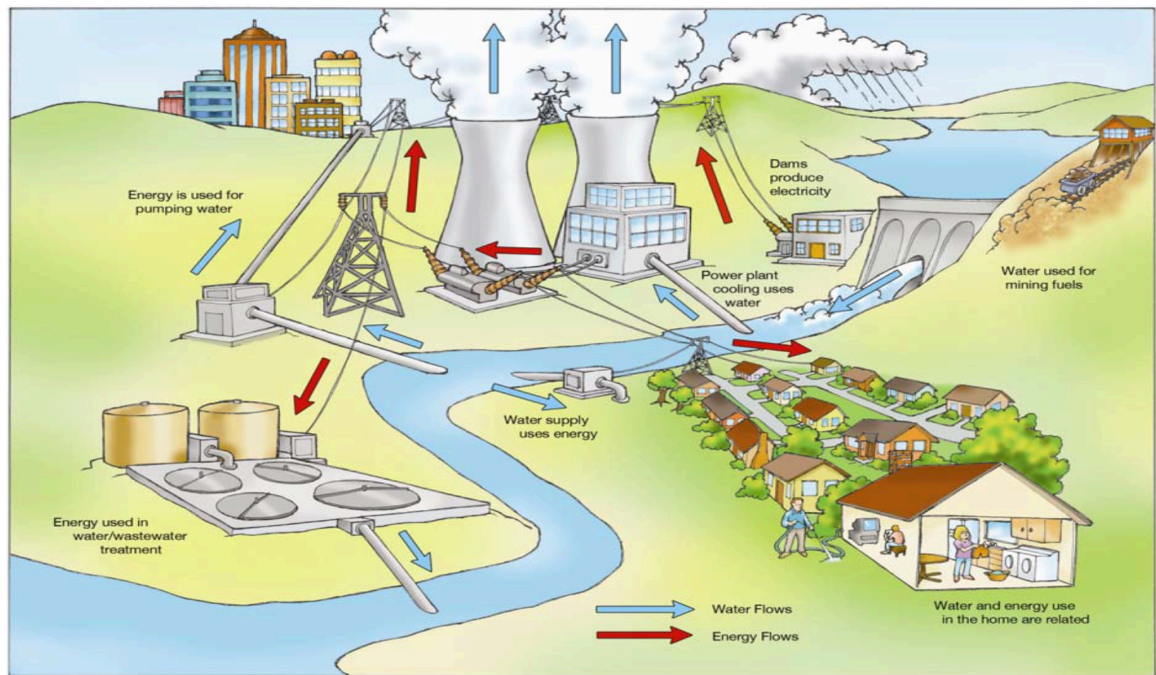 Energy is used for
pumping water
Dams
produce
electricity
Power plant
cooling uses
water
Water used for
mining fuels
Water supply
uses energy
Energy used in
water/wastewater
treatment
Water and energy use
in the home are related
Water Flows
Energy Flows